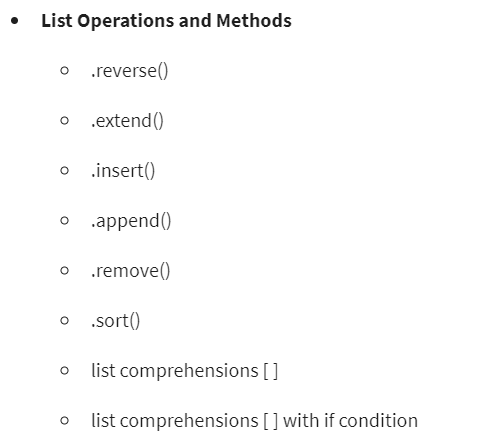 List Operations and Methods
.reverse()
.extend()
.insert()
.append()
.remove()
.sort()
list comprehensions [ ]
list comprehensions [ ] with if condition